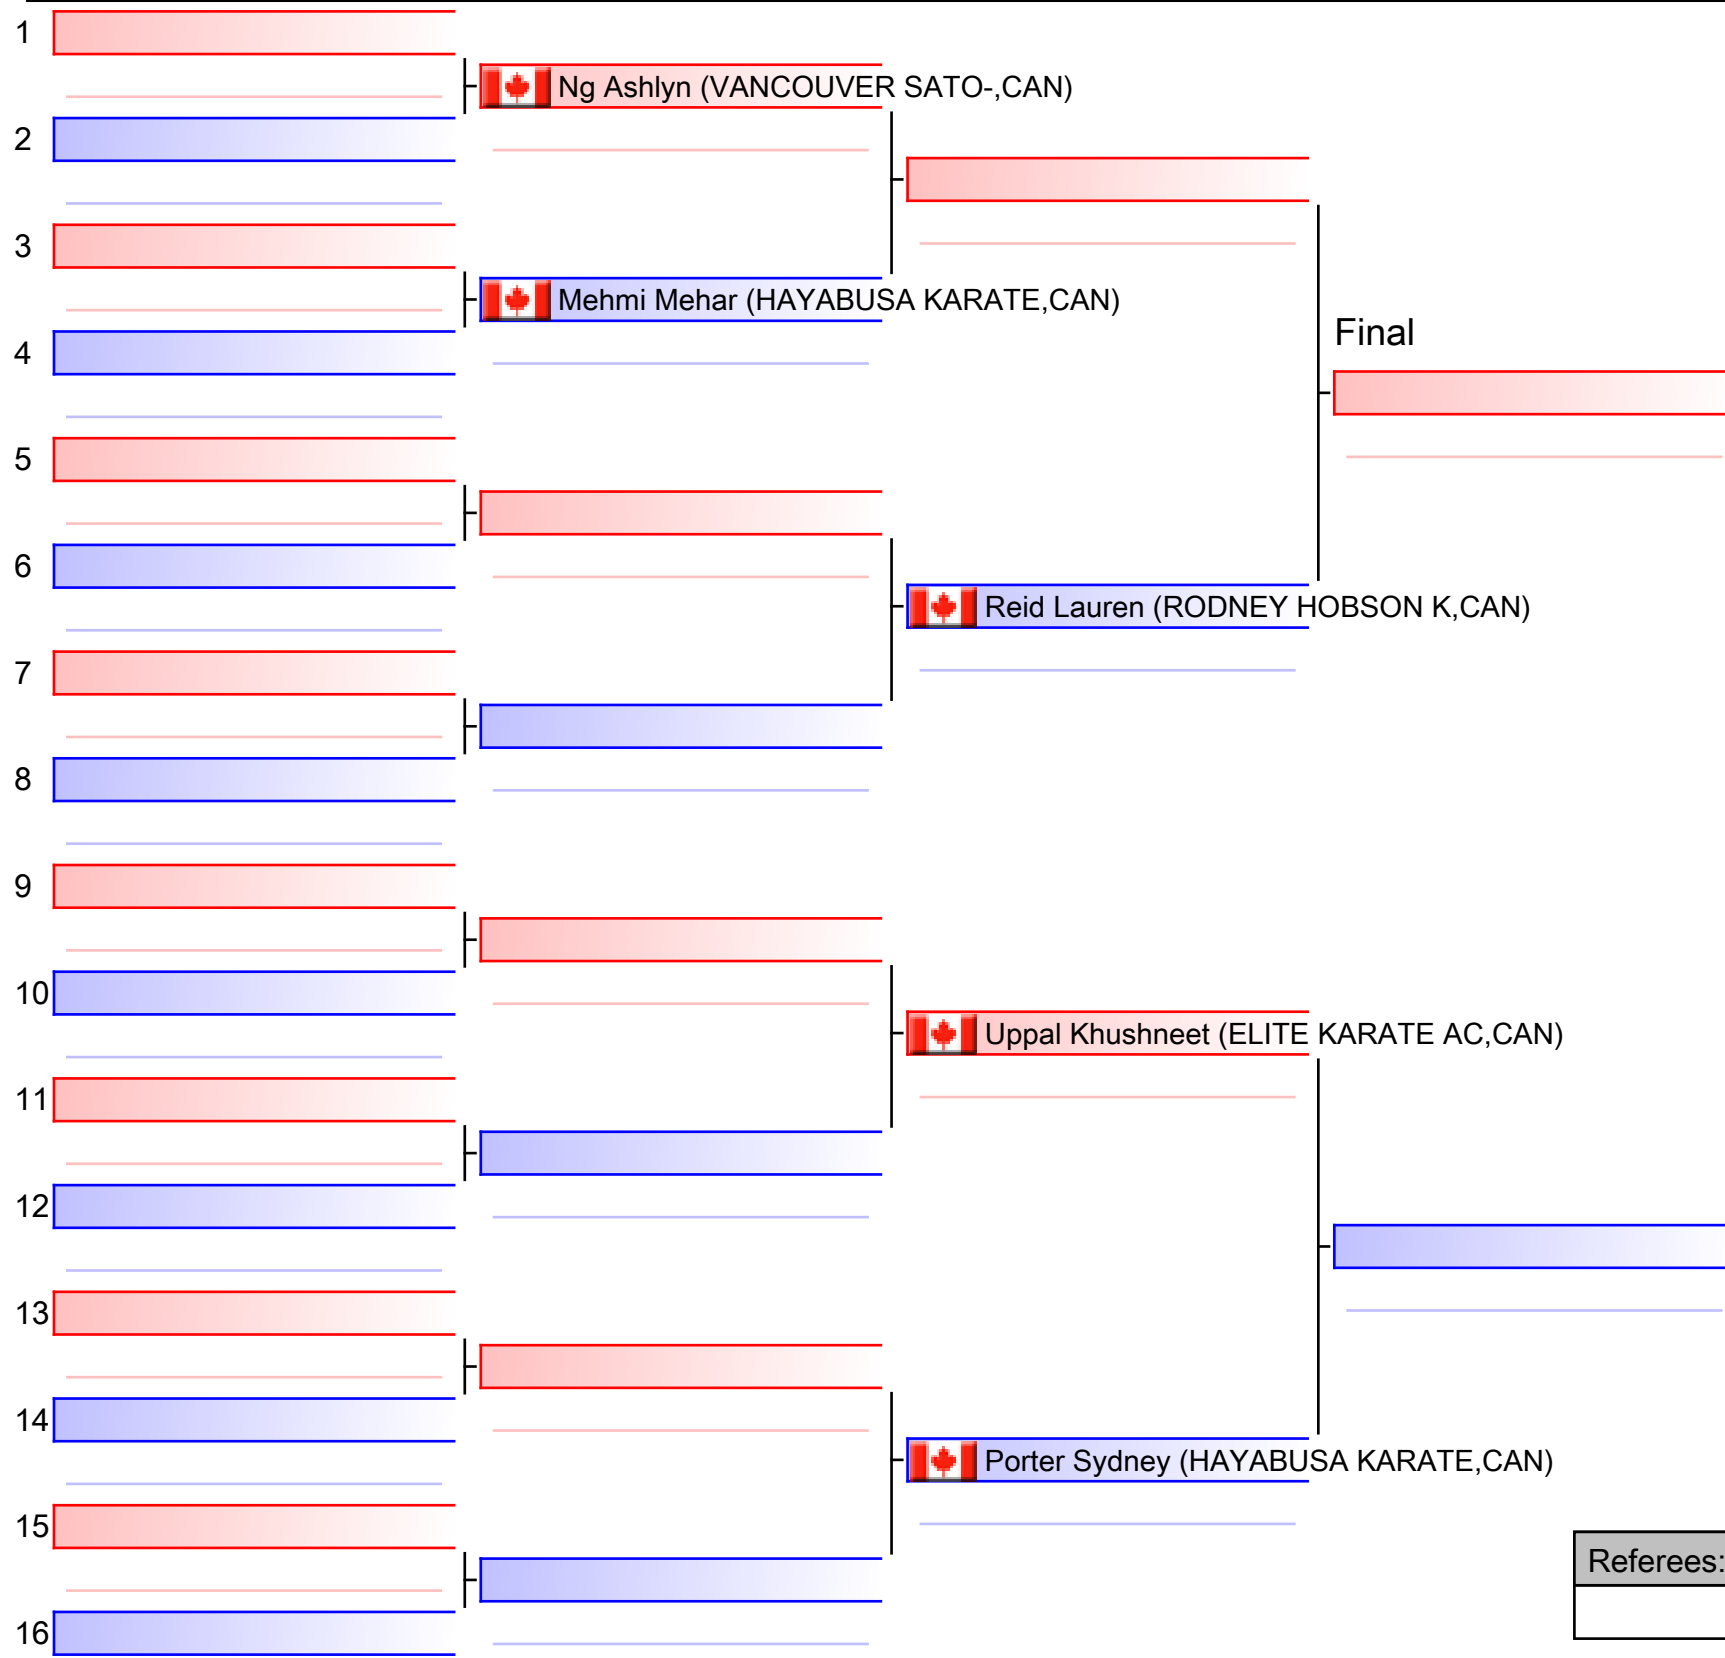 1
Ng Ashlyn (VANCOUVER SATO-,CAN)
2
3
Mehmi Mehar (HAYABUSA KARATE,CAN)
Final
4
5
6
Reid Lauren (RODNEY HOBSON K,CAN)
7
8
9
10
Uppal Khushneet (ELITE KARATE AC,CAN)
11
12
13
14
Porter Sydney (HAYABUSA KARATE,CAN)
15
Referees:
16